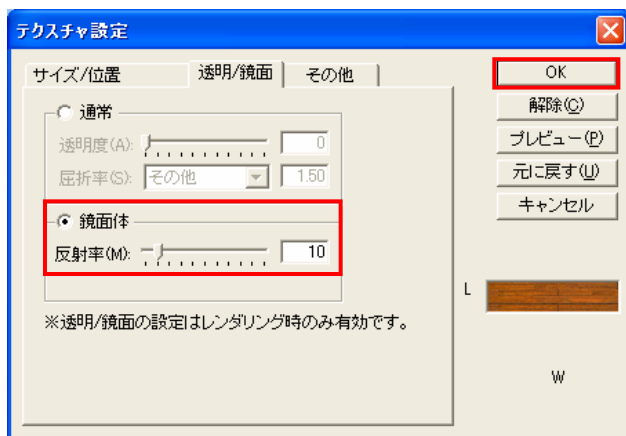 テクスチャ設定
サイズ/位置
透明/鏡面
その他
通常
透明度(A):
0
屈折率(S):
その他
1.50
鏡面体
反射率(M):
10
※透明/鏡面の設定はレンダリング時のみ有効です。
OK
解除(C)
プレビュー(P)
元に戻す(U)
キャンセル
L
W